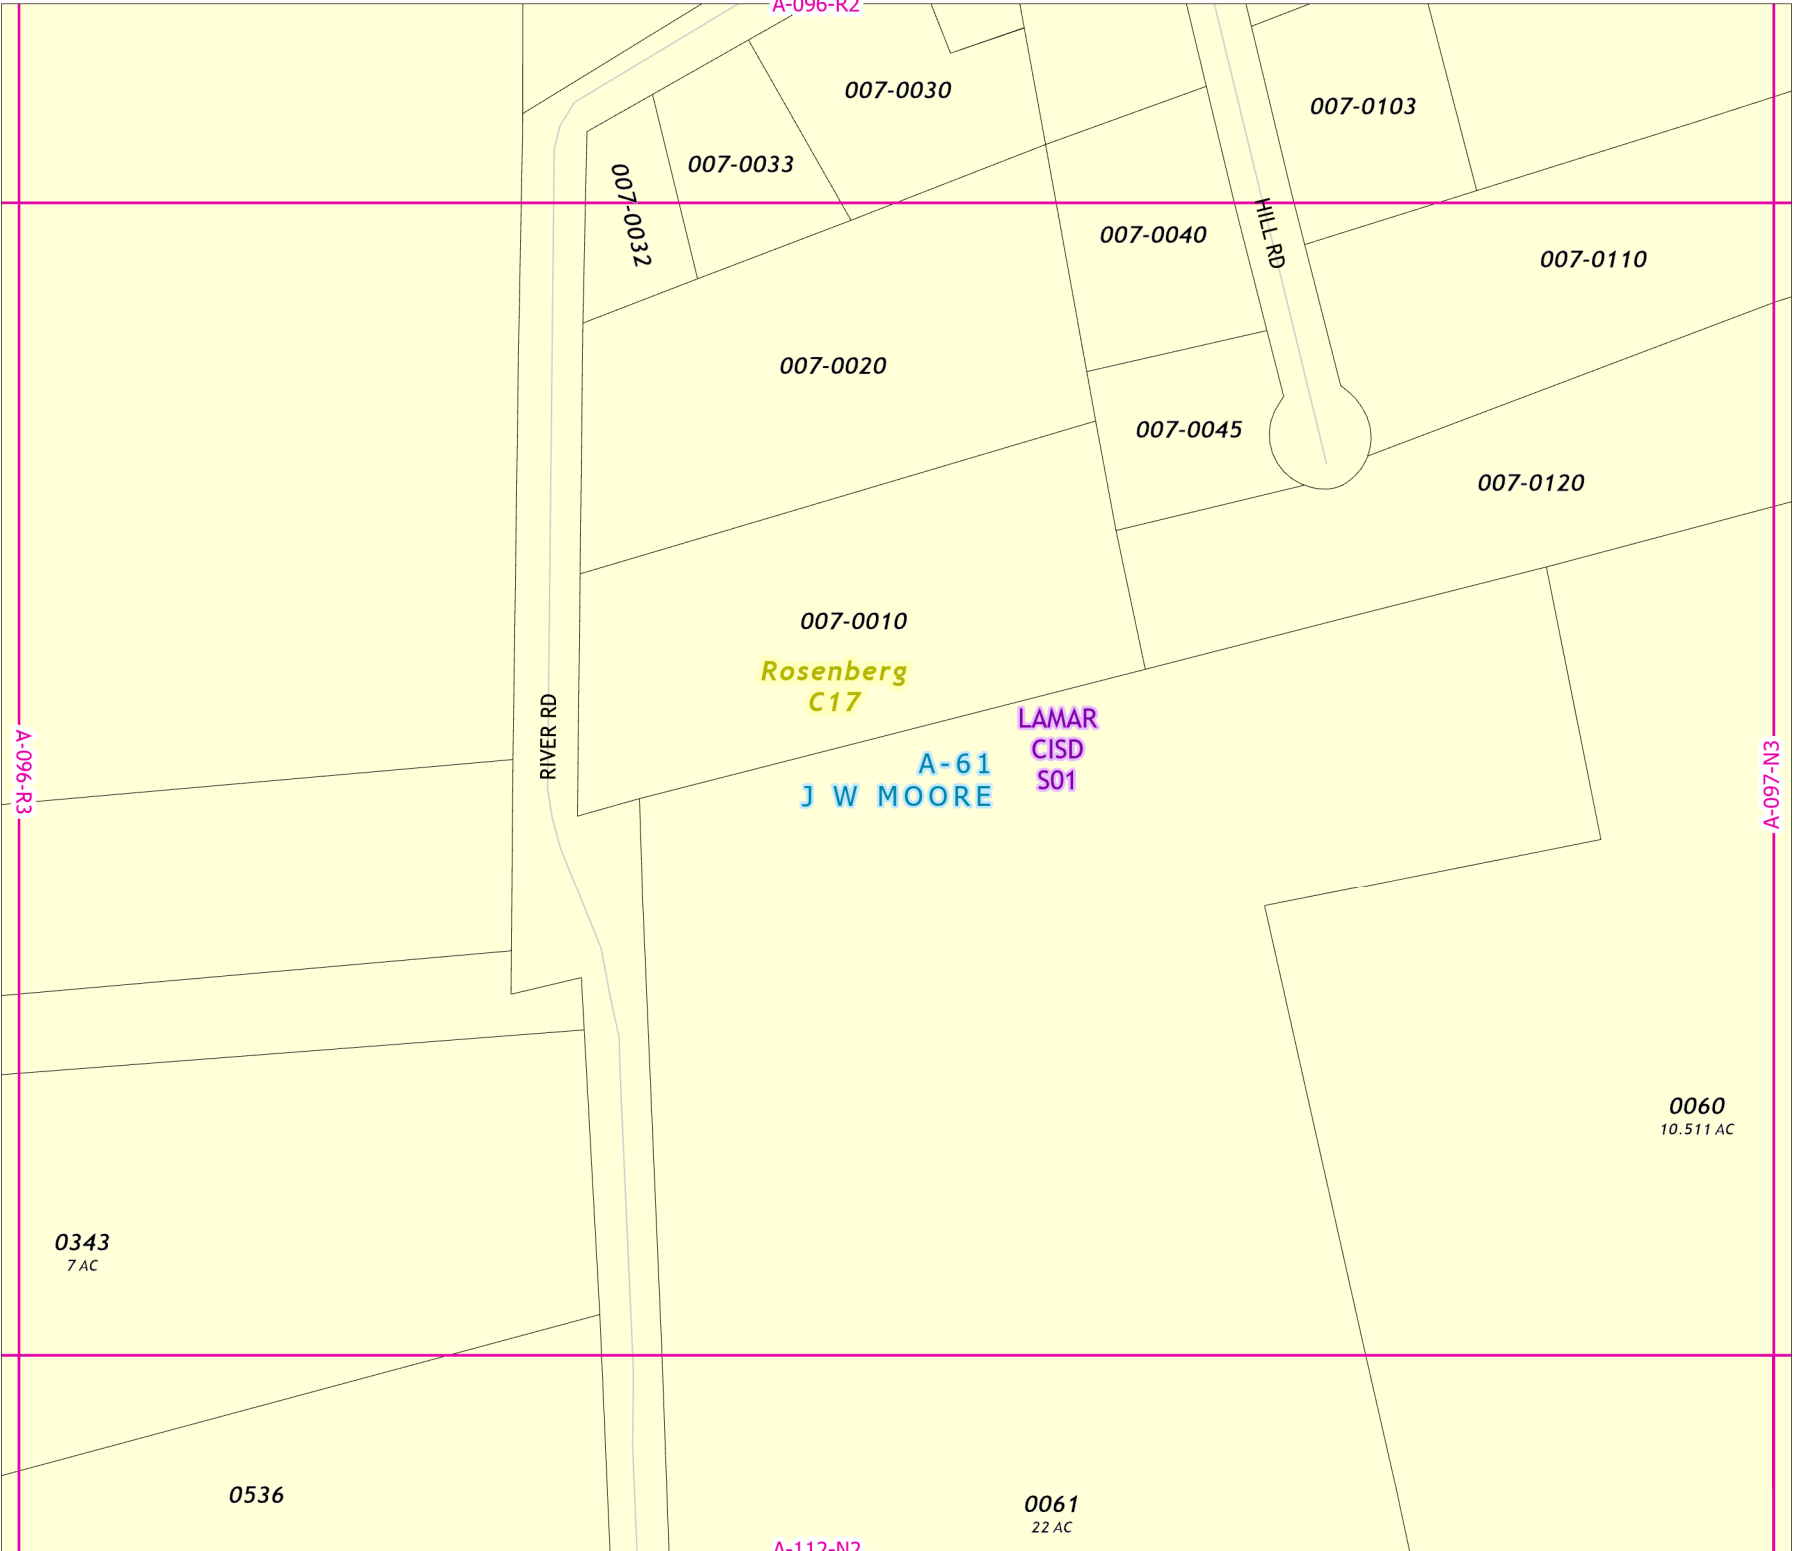 A-096-R2
007-0030
007-0103
007-0033
007-0032
HILL RD
007-0040
007-0110
007-0020
007-0045
007-0120
007-0010
Rosenberg
C17
RIVER RD
LAMAR
CISD
S01
A-61
J W MOORE
A-096-R3
A-097-N3
0060
10.511 AC
0343
7 AC
0536
0061
22 AC
A-112-N2